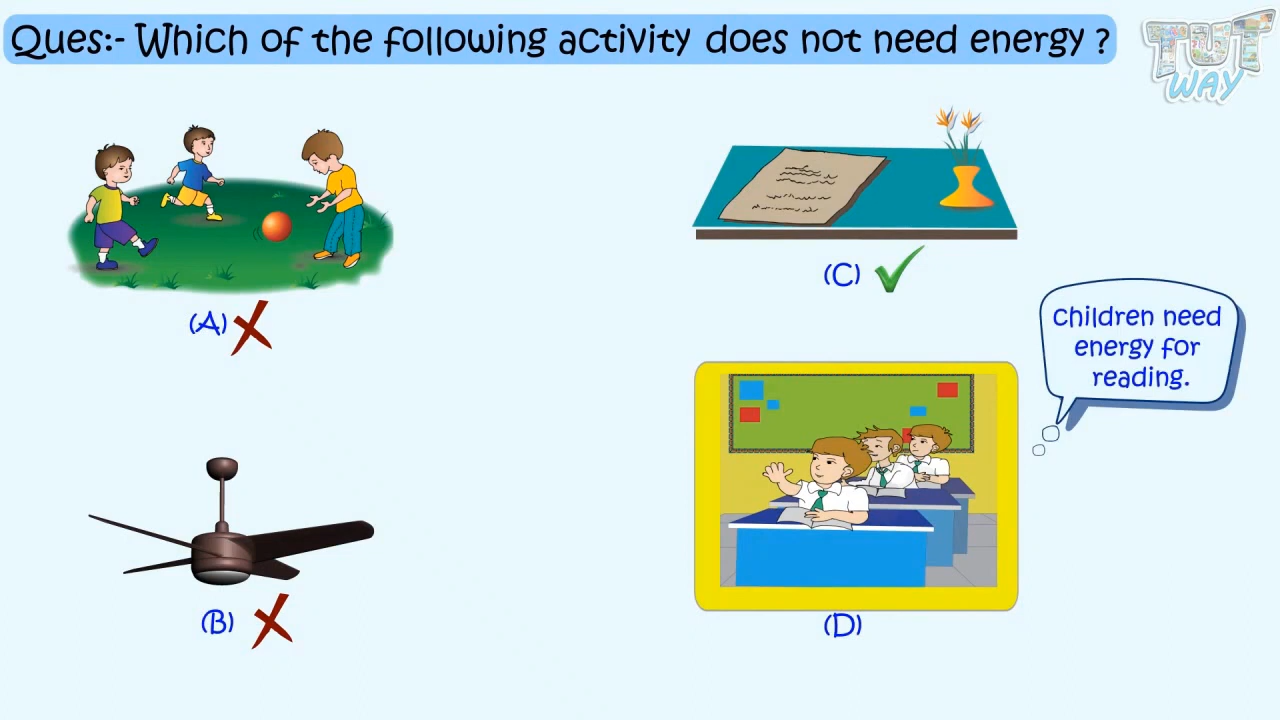 Ques:- Which of the following activity does not need energy ?
TUT
WAY
(A)
(C)
children need
energy for
reading.
(B)
(D)